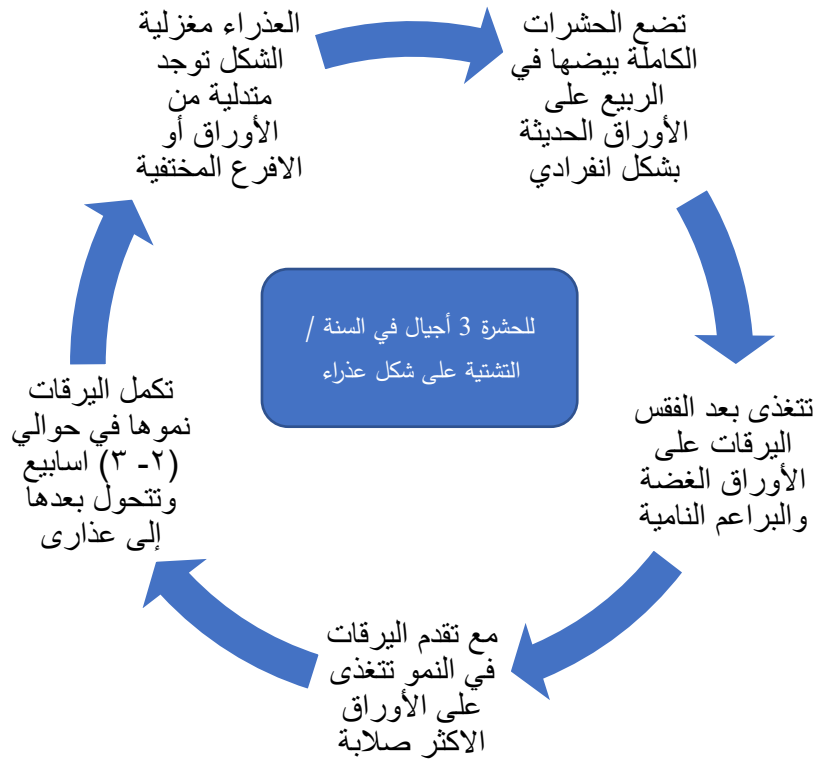 تضع الحشرات
الكاملة بيضها في
الربيع على
الأوراق الحديثة
بشكل انفرادي
تتغذى بعد الفقس
اليرقات على
الأوراق الغضة
والبراعم النامية
مع تقدم اليرقات
في النمو تتغذى
على الأوراق
الاكثر صلابة
تكمل اليرقات
نموها في حوالي
(٢- ٣) اسابيع
وتتحول بعدها
إلى عذارى
العذراء مغزلية
الشكل توجد
متدلية من
الأوراق أو
الافرع المختفية
للحشرة 3 أجيال في السنة /
التشتية على شكل عذراء